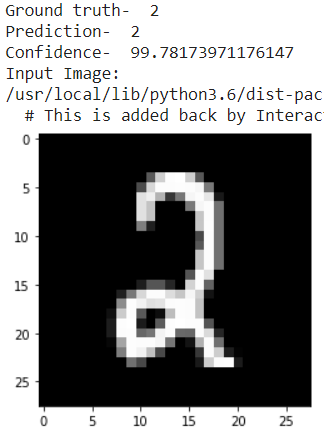 Ground truth-  2
Prediction-  2
Confidence-  99.78173971176147
Input Image:
/usr/local/lib/python3.6/dist-pac
  # This is added back by Interac
0
5
10
15
20
25
2
0 5 10 15 20 25